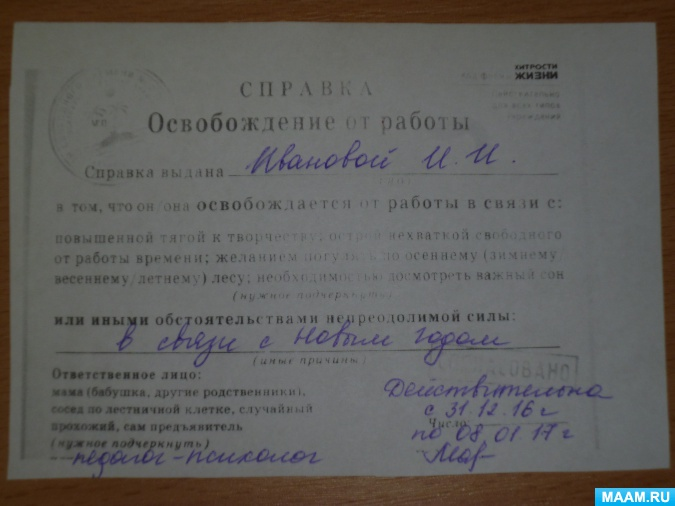 ХИТРОСТИ
ЖИЗНИ
СПРАВКА
Освобождение от работы
Справка выдана Ивановой И. И.
в том, что он/она освобождается от работы в связи с:
повышенной тягой к творчеству; острой нехваткой свободного
от работы времени; желанием погулять по осеннему (зимнему/
весеннему/летнему) лесу; необходимостью досмотреть важный сон
(нужное подчеркнуть)
или иными обстоятельствами непреодолимой силы:
в связи с Новым годом
(иные причины)
Ответственное лицо:
мама (бабушка, другие родственники),
сосед по лестничной клетке, случайный
прохожий, сам предъявитель
(нужное подчеркнуть)
педагог-психолог
Действительна
с 31.12.16 г
Число:
по 08.01.17 г
MAAM.RU